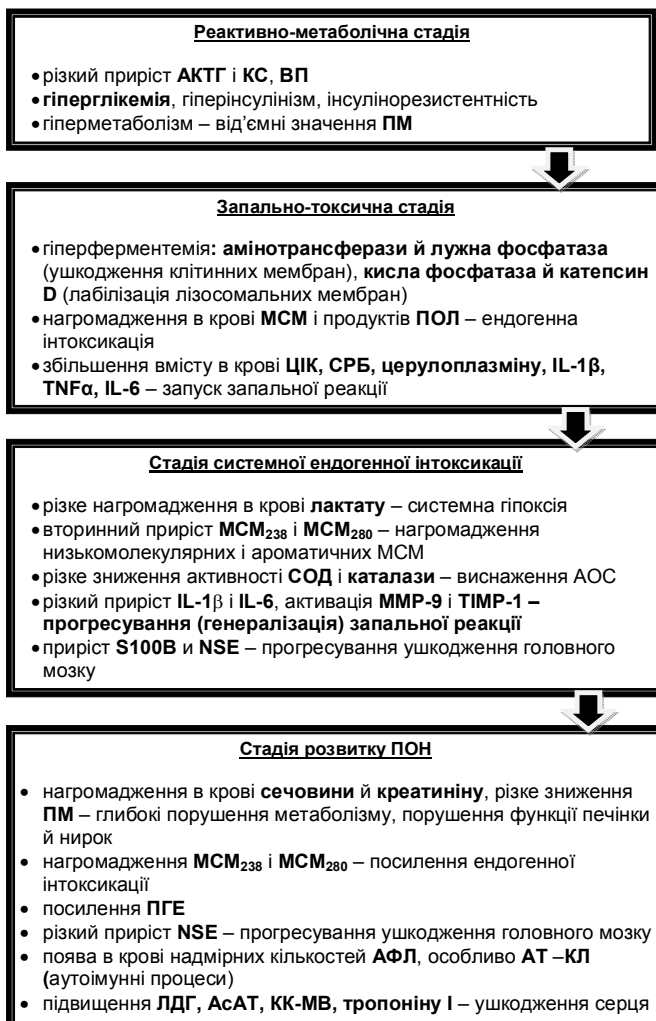 Реактивно-метаболічна стадія
•різкий приріст АКТГ і КС, ВП
•гіперглікемія, гіперінсулінізм, інсулінорезистентність
•гіперметаболізм – від’ємні значення ПМ
Запально-токсична стадія
•гіперферментемія: амінотрансферази й лужна фосфатаза
(ушкодження клітинних мембран), кисла фосфатаза й катепсин
D (лабілізація лізосомальних мембран)
•нагромадження в крові МСМ і продуктів ПОЛ – ендогенна
інтоксикація
•збільшення вмісту в крові ЦІК, СРБ, церулоплазміну, IL-1β,
TNFα, IL-6 – запуск запальної реакції
Стадія системної ендогенної інтоксикації
•різке нагромадження в крові лактату – системна гіпоксія
•вторинний приріст МСМ₂₃₈ і МСМ₂₈₀ – нагромадження
низькомолекулярних і ароматичних МСМ
•різке зниження активності СОД і каталази – виснаження АОС
•різкий приріст IL-1β і IL-6, активація ММР-9 і TIMP-1 –
прогресування (генералізація) запальної реакції
•приріст S100B и NSE – прогресування ушкодження головного
мозку
Стадія розвитку ПОН
• нагромадження в крові сечовини й креатиніну, різке зниження
ПМ – глибокі порушення метаболізму, порушення функції печінки
й нирок
• нагромадження МСМ₂₃₈ і МСМ₂₈₀ – посилення ендогенної
інтоксикації
• посилення ПГЕ
• різкий приріст NSE – прогресування ушкодження головного мозку
• поява в крові надмірних кількостей АФЛ, особливо АТ –КЛ
(аутоімунні процеси)
• підвищення ЛДГ, АсАТ, КК-МВ, тропоніну I – ушкодження серця